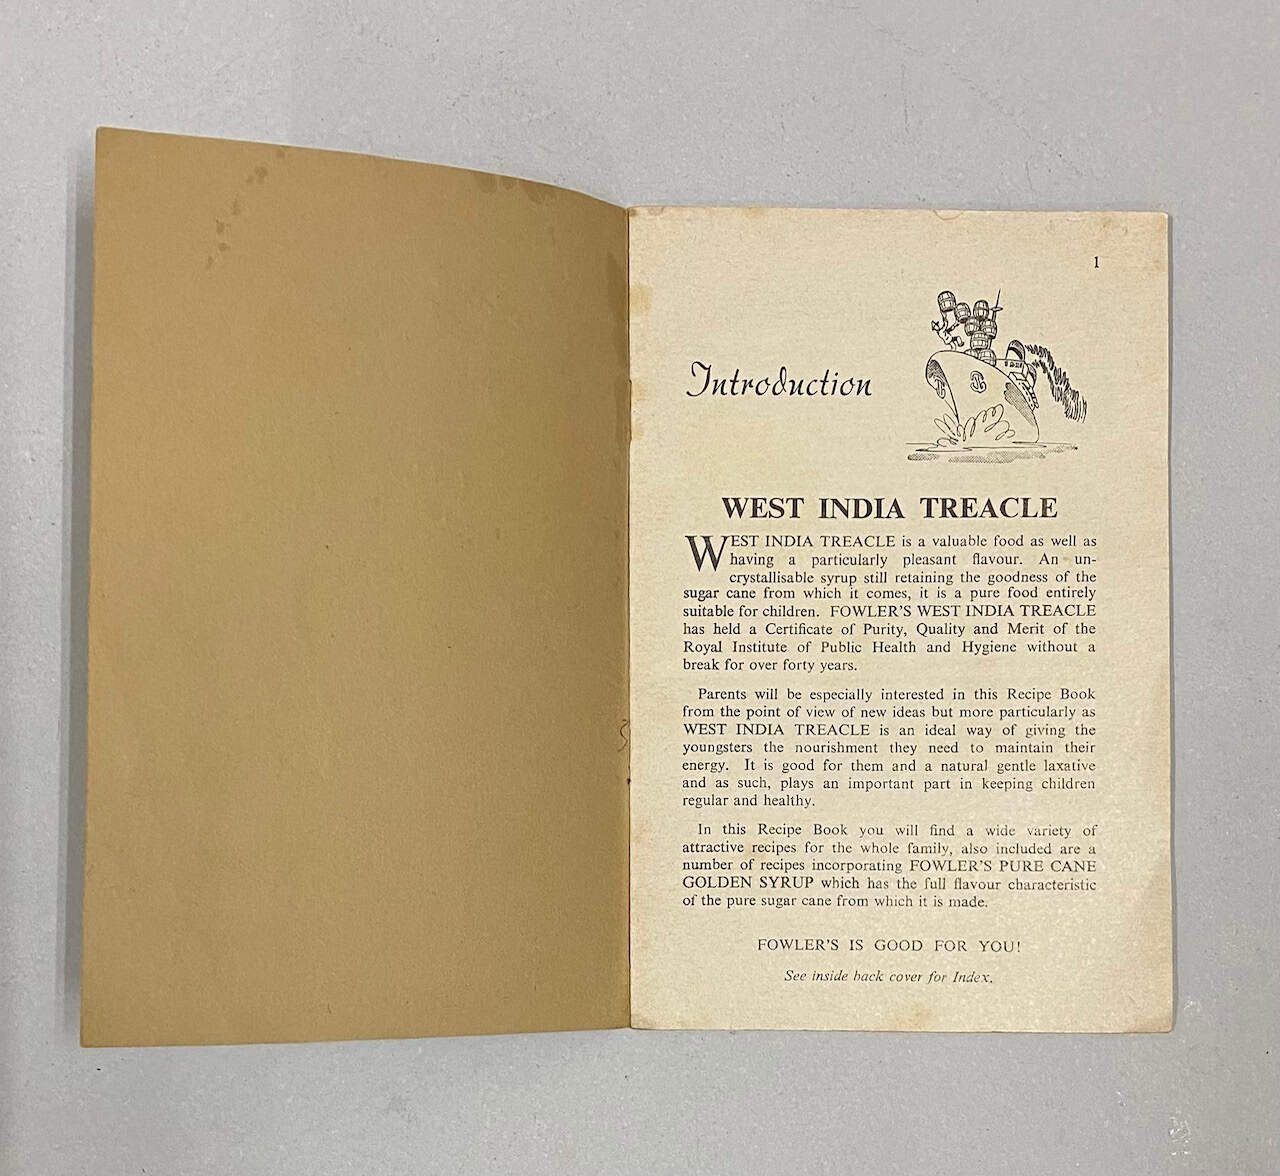 1
Introduction
WEST INDIA TREACLE
WEST INDIA TREACLE is a valuable food as well as
having a particularly pleasant flavour. An un-
crystallisable syrup still retaining the goodness of the
sugar cane from which it comes, it is a pure food entirely
suitable for children. FOWLER'S WEST INDIA TREACLE
has held a Certificate of Purity, Quality and Merit of the
Royal Institute of Public Health and Hygiene without a
break for over forty years.
Parents will be especially interested in this Recipe Book
from the point of view of new ideas but more particularly as
WEST INDIA TREACLE is an ideal way of giving the
youngsters the nourishment they need to maintain their
energy. It is good for them and a natural gentle laxative
and as such, plays an important part in keeping children
regular and healthy.
In this Recipe Book you will find a wide variety of
attractive recipes for the whole family, also included are a
number of recipes incorporating FOWLER'S PURE CANE
GOLDEN SYRUP which has the full flavour characteristic
of the pure sugar cane from which it is made.
FOWLER'S IS GOOD FOR YOU!
See inside back cover for Index.